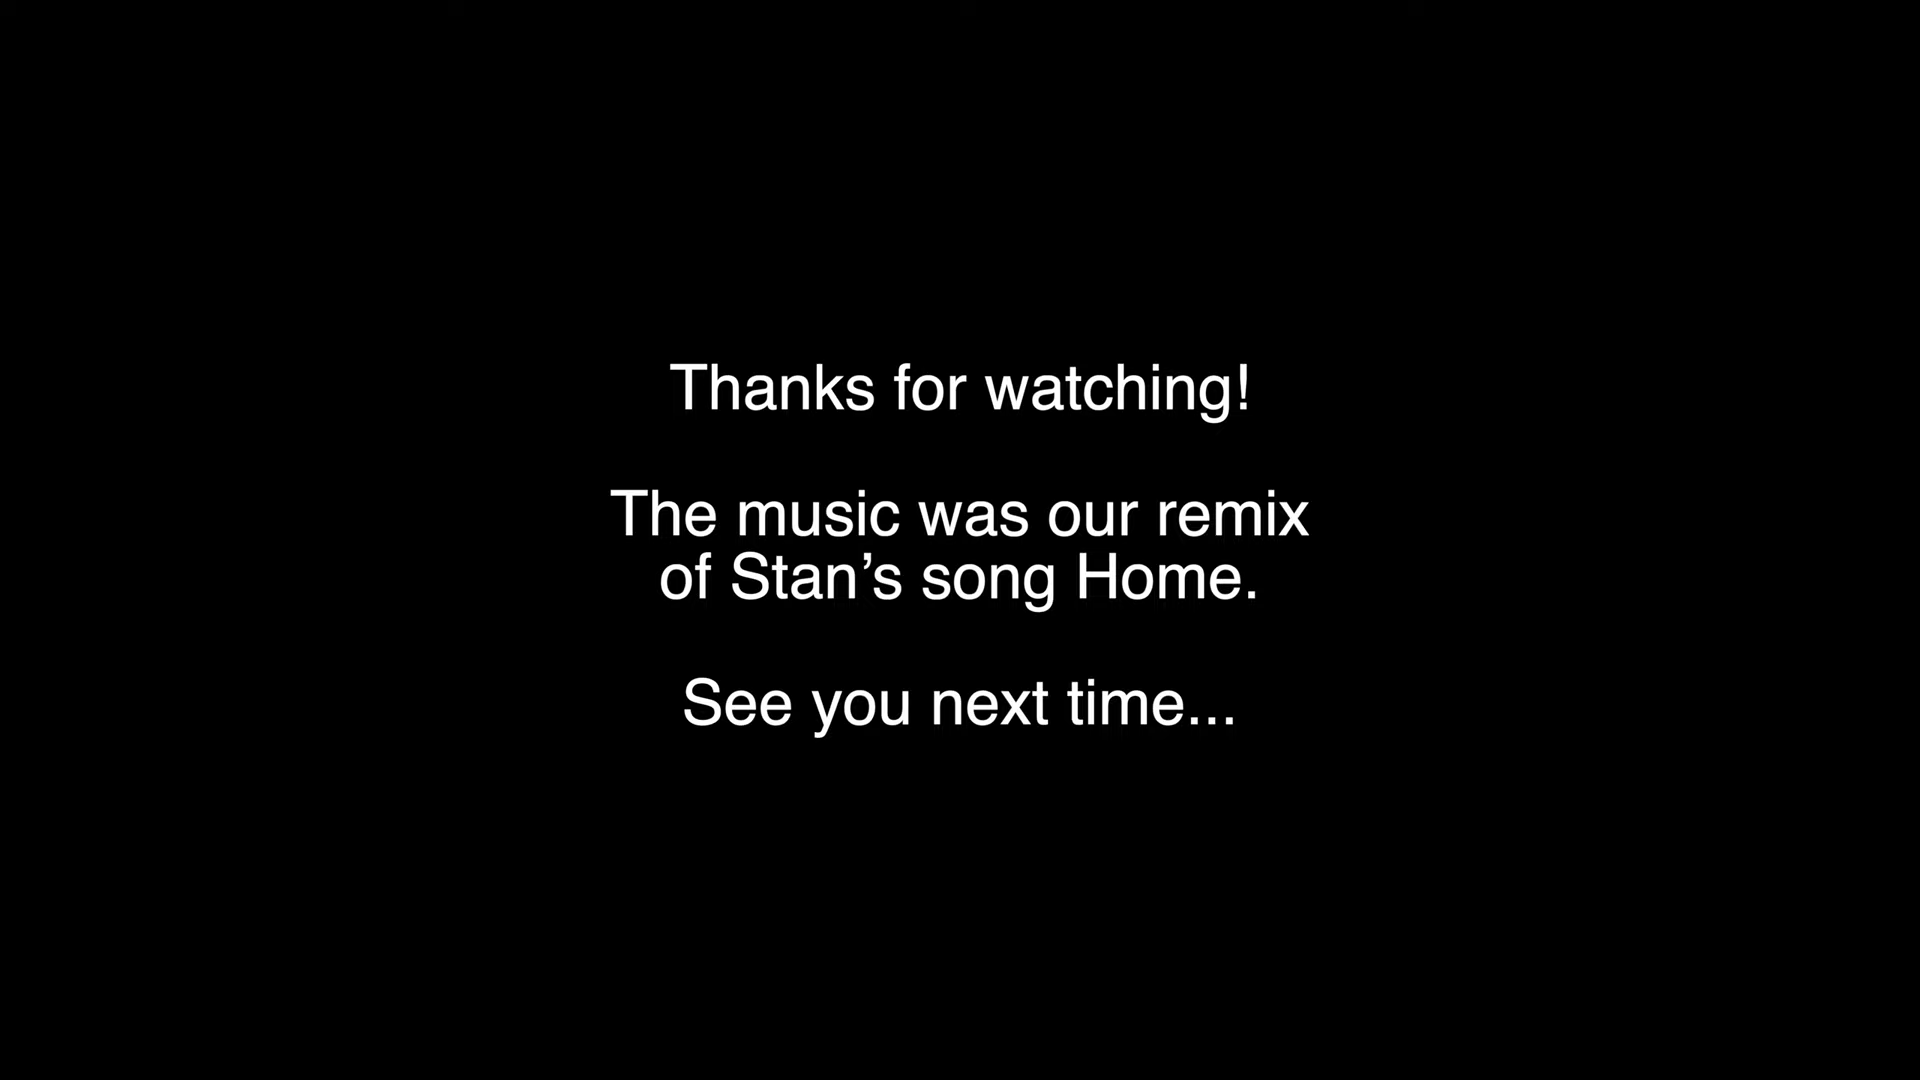 Thanks for watching!
The music was our remix
of Stan’s song Home.
See you next time...